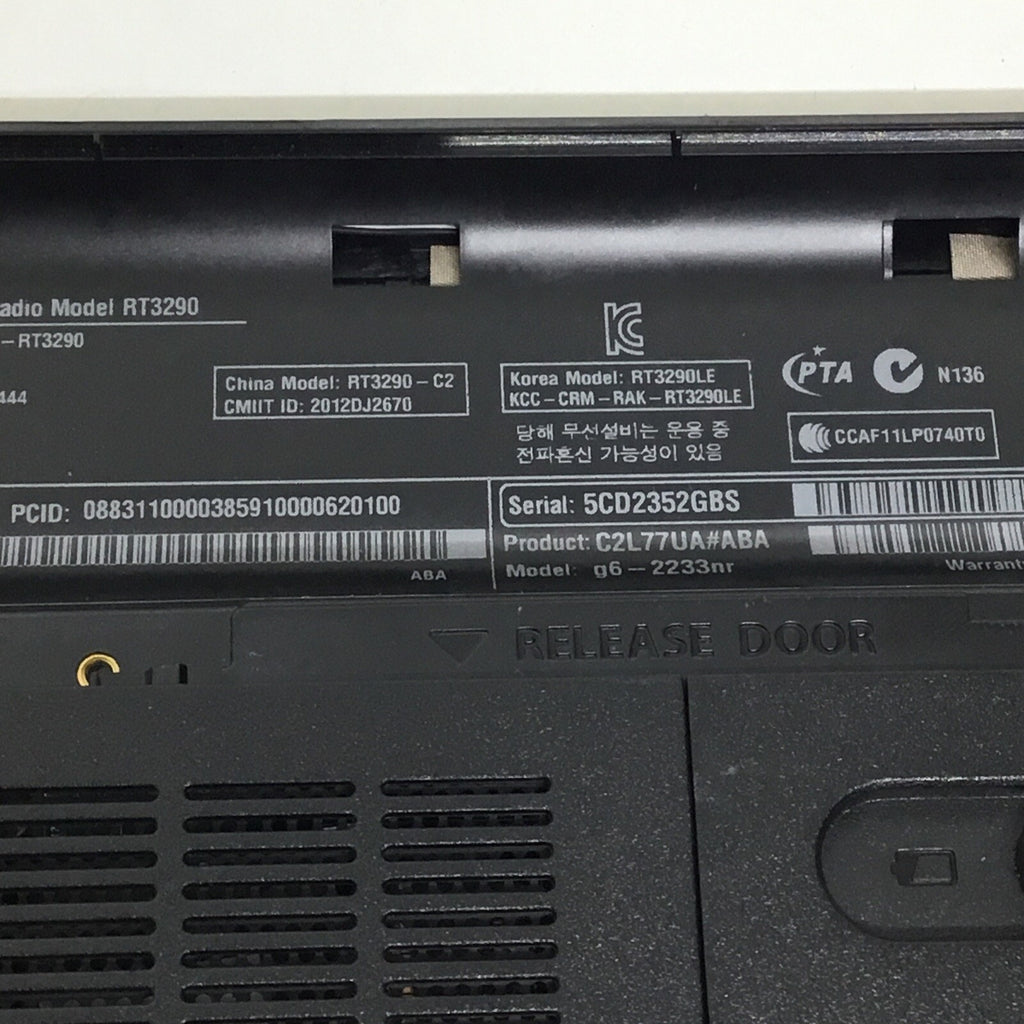 adio Model RT3290
-RT3290
444
China Model: RT3290-C2
CMIIT ID: 2012DJ2670
KC
Korea Model: RT3290LE
KCC-CRM-RAK-RT3290LE
당해 무선설비는 운용 중
전파혼신 가능성이 있음
PTA
N136
CCAF11LP0740T0
PCID: 0883110000385910000620100
ABA
Serial: 5CD2352GBS
Product: C2L77UA#ABA
Model: g6-2233nr
Warranty
RELEASE DOOR